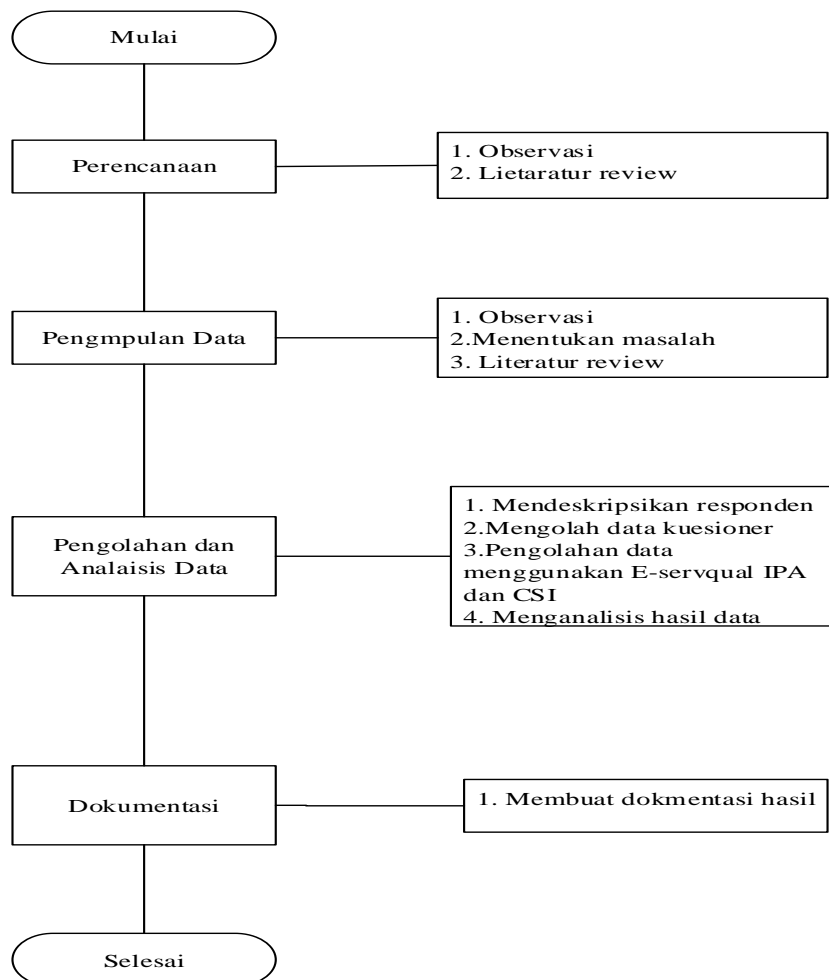 Mulai
Perencanaan
1. Observasi
2. Lietaratur review
Pengmpulan Data
1. Observasi
2.Menentukan masalah
3. Literatur review
Pengolahan dan
Analaisis Data
1. Mendeskripsikan responden
2.Mengolah data kuesioner
3.Pengolahan data
menggunakan E-servqual IPA
dan CSI
4. Menganalisis hasil data
Dokumentasi
1. Membuat dokmentasi hasil
Selesai